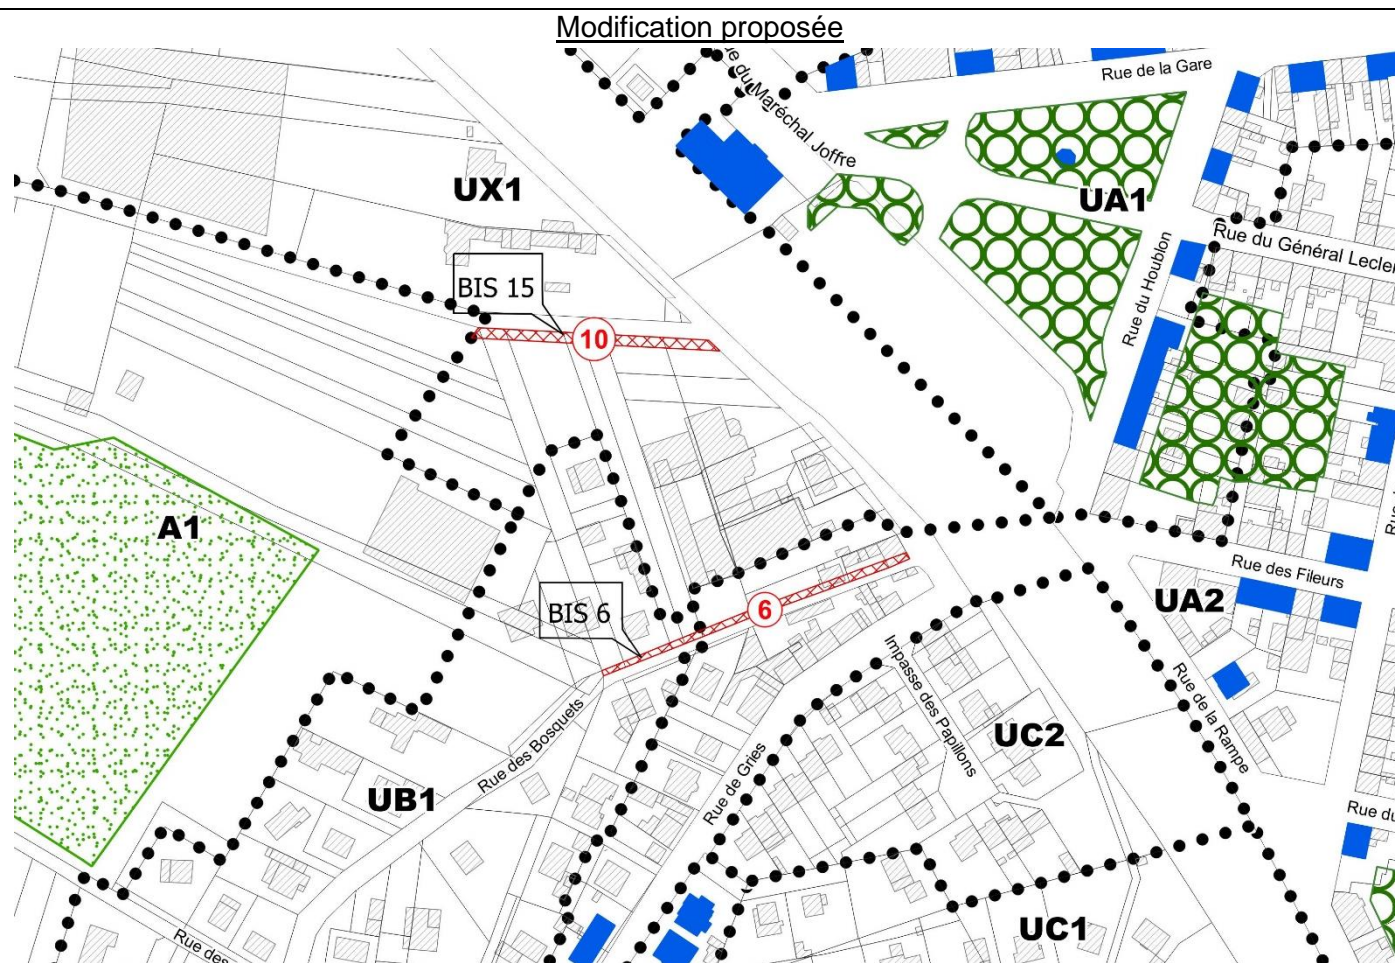 Modification proposée
Rue de la Gare
rue du Maréchal Joffre
UX1
UA1
Rue du Général Lecler
Rue du Houblon
BIS 15
10
A1
Rue des Fileurs
BIS 6
6
UA2
Impasse des Papillons
Rue de la Rampe
UC2
Rue des Bosquets
Rue de Gries
UB1
Rue du
UC1
Rue des